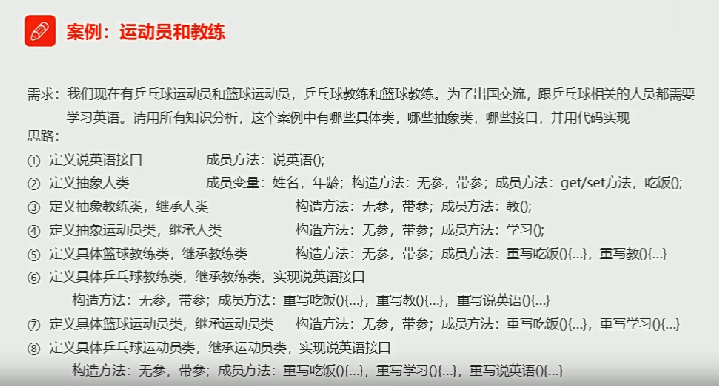 案例：运动员和教练
需求：我们现在有乒乓球运动员和篮球运动员，乒乓球教练和篮球教练。为了出国交流，跟乒乓球相关的人员都需要
学习英语。请用所有知识分析，这个案例中有哪些具体类，哪些抽象类，哪些接口，并用代码实现
思路：
① 定义说英语接口 成员方法：说英语();
② 定义抽象人类 成员变量：姓名，年龄；构造方法：无参，带参；成员方法：get/set方法，吃饭();
③ 定义抽象教练类，继承人类 构造方法：无参，带参；成员方法：教();
④ 定义抽象运动员类，继承人类 构造方法：无参，带参；成员方法：学习();
⑤ 定义具体篮球教练类，继承教练类 构造方法：无参，带参；成员方法：重写吃饭(){...}，重写教(){...}
⑥ 定义具体乒乓球教练类，继承教练类，实现说英语接口
构造方法：无参，带参；成员方法：重写吃饭(){...}，重写教(){...}，重写说英语(){...}
⑦ 定义具体篮球运动员类，继承运动员类 构造方法：无参，带参；成员方法：重写吃饭(){...}，重写学习(){...}
⑧ 定义具体乒乓球运动员类，继承运动员类，实现说英语接口
构造方法：无参，带参；成员方法：重写吃饭(){...}，重写学习(){...}，重写说英语(){...}